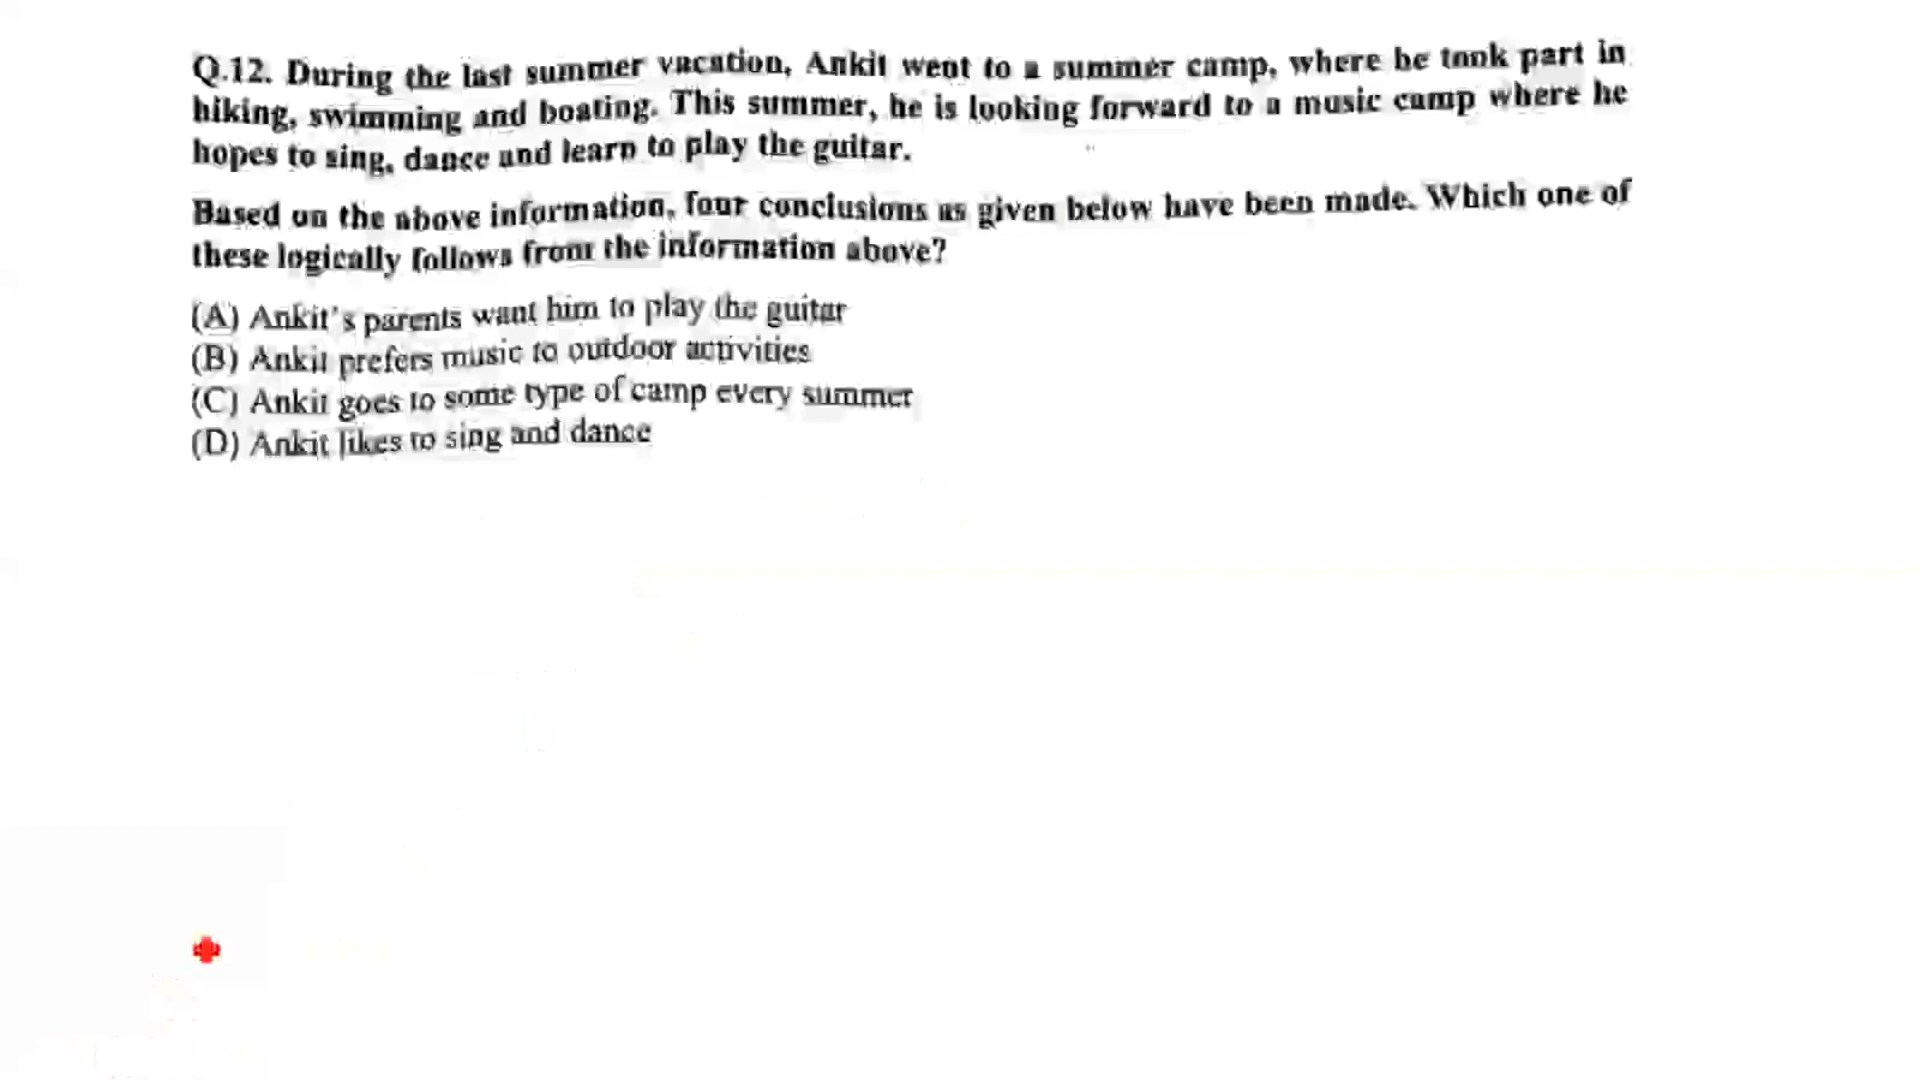 Q.12. During the last summer vacation, Ankit went to a summer camp, where he took part in
hiking, swimming and boating. This summer, he is looking forward to a music camp where he
hopes to sing, dance and learn to play the guitar.
Based on the above information, four conclusions as given below have been made. Which one of
these logically follows from the information above?
(A) Ankit's parents want him to play the guitar
(B) Ankit prefers music to outdoor activities
(C) Ankit goes to some type of camp every summer
(D) Ankit likes to sing and dance